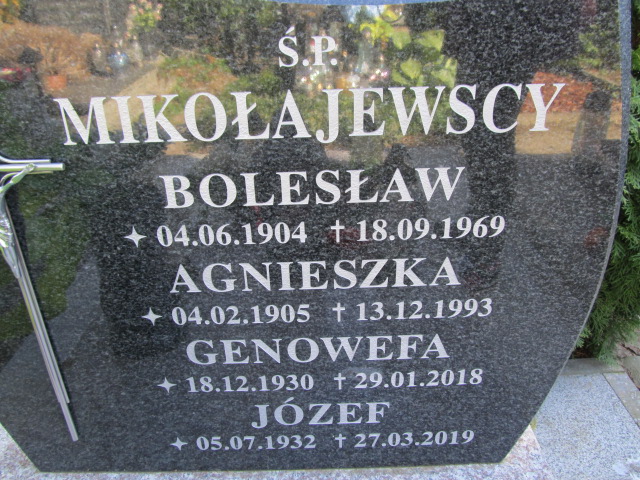 Ś.P.
MIKOŁAJEWSCY
BOLESŁAW
✦ 04.06.1904 † 18.09.1969
AGNIESZKA
✦ 04.02.1905 † 13.12.1993
GENOWEFA
✦ 18.12.1930 † 29.01.2018
JÓZEF
✦ 05.07.1932 † 27.03.2019